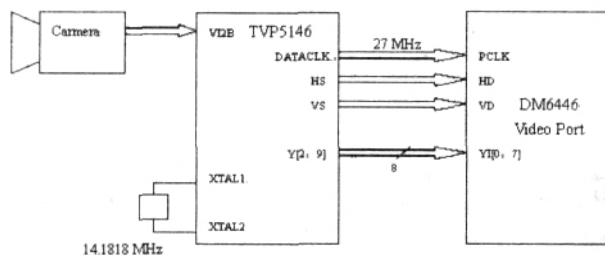 Carmera
VI2B
TVP5146
DATACLK
27 MHz
PCLK
HS
HD
VS
VD
DM6446
Video Port
Y[2: 9]
8
YI[0: 7]
XTAL1
XTAL2
14.1818 MHz